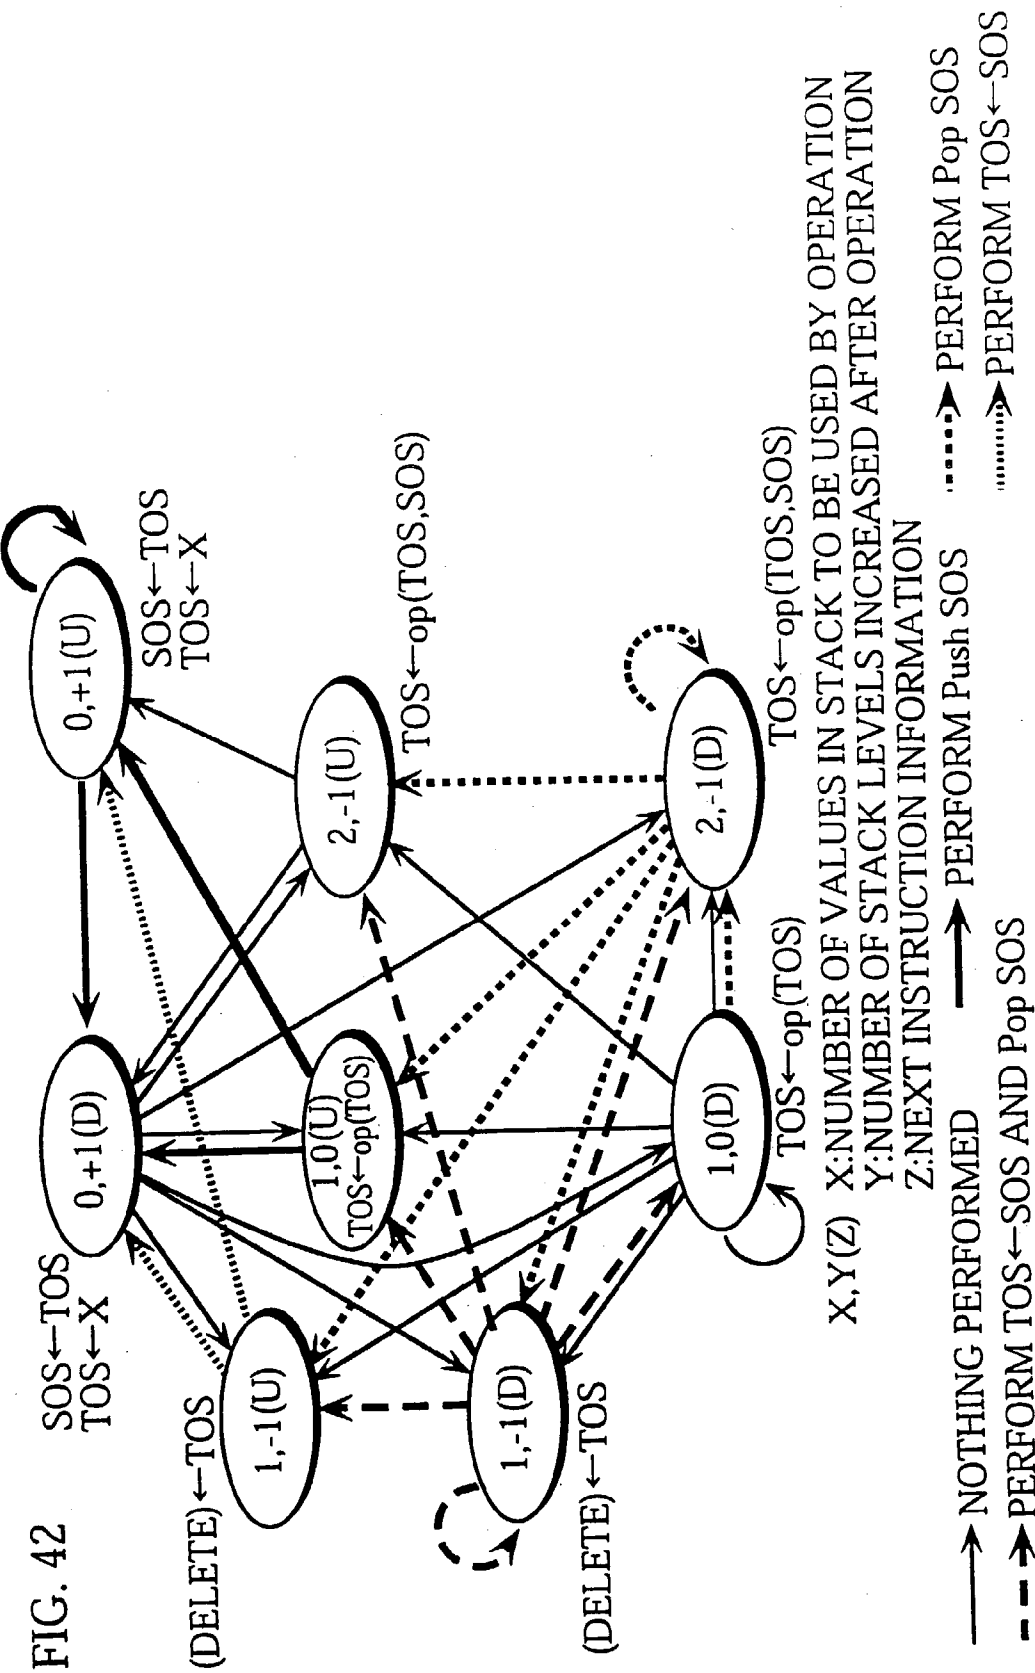 FIG. 42
SOS←TOS
TOS←X
0,+1(D)
0,+1(U)
SOS←TOS
TOS←X
(DELETE)←TOS
1,-1(U)
1,0(U)
TOS←op(TOS)
2,-1(U)
TOS←op(TOS,SOS)
1,-1(D)
(DELETE)←TOS
1,0(D)
TOS←op(TOS)
2,-1(D)
TOS←op(TOS,SOS)
X,Y(Z) X:NUMBER OF VALUES IN STACK TO BE USED BY OPERATION
Y:NUMBER OF STACK LEVELS INCREASED AFTER OPERATION
Z:NEXT INSTRUCTION INFORMATION
NOTHING PERFORMED
PERFORM Push SOS
PERFORM Pop SOS
PERFORM TOS←SOS AND Pop SOS
PERFORM TOS←SOS